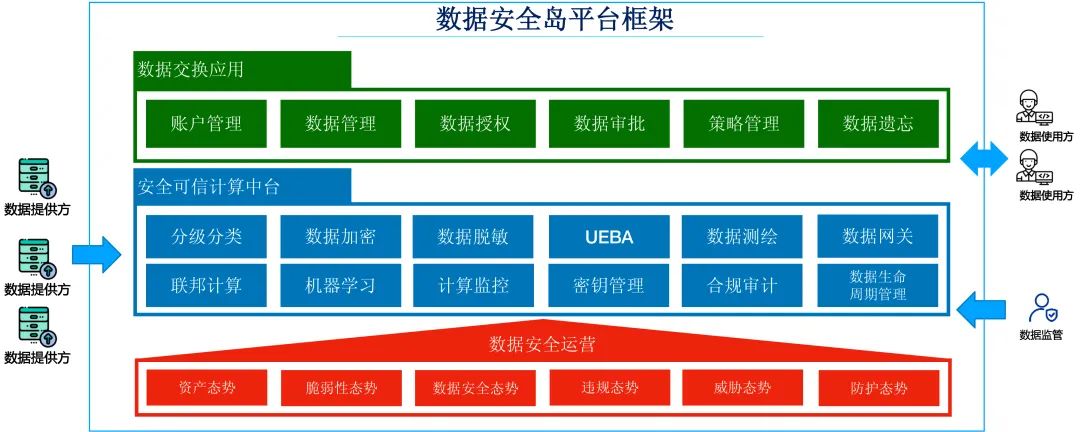 数据安全岛平台框架
数据交换应用
账户管理
数据管理
数据授权
数据审批
策略管理
数据遗忘
安全可信计算中台
分级分类
数据加密
数据脱敏
UEBA
数据测绘
数据网关
联邦计算
机器学习
计算监控
密钥管理
合规审计
数据生命
周期管理
数据安全运营
资产态势
脆弱性态势
数据安全态势
违规态势
威胁态势
防护态势
数据提供方
数据提供方
数据提供方
数据使用方
数据使用方
数据监管